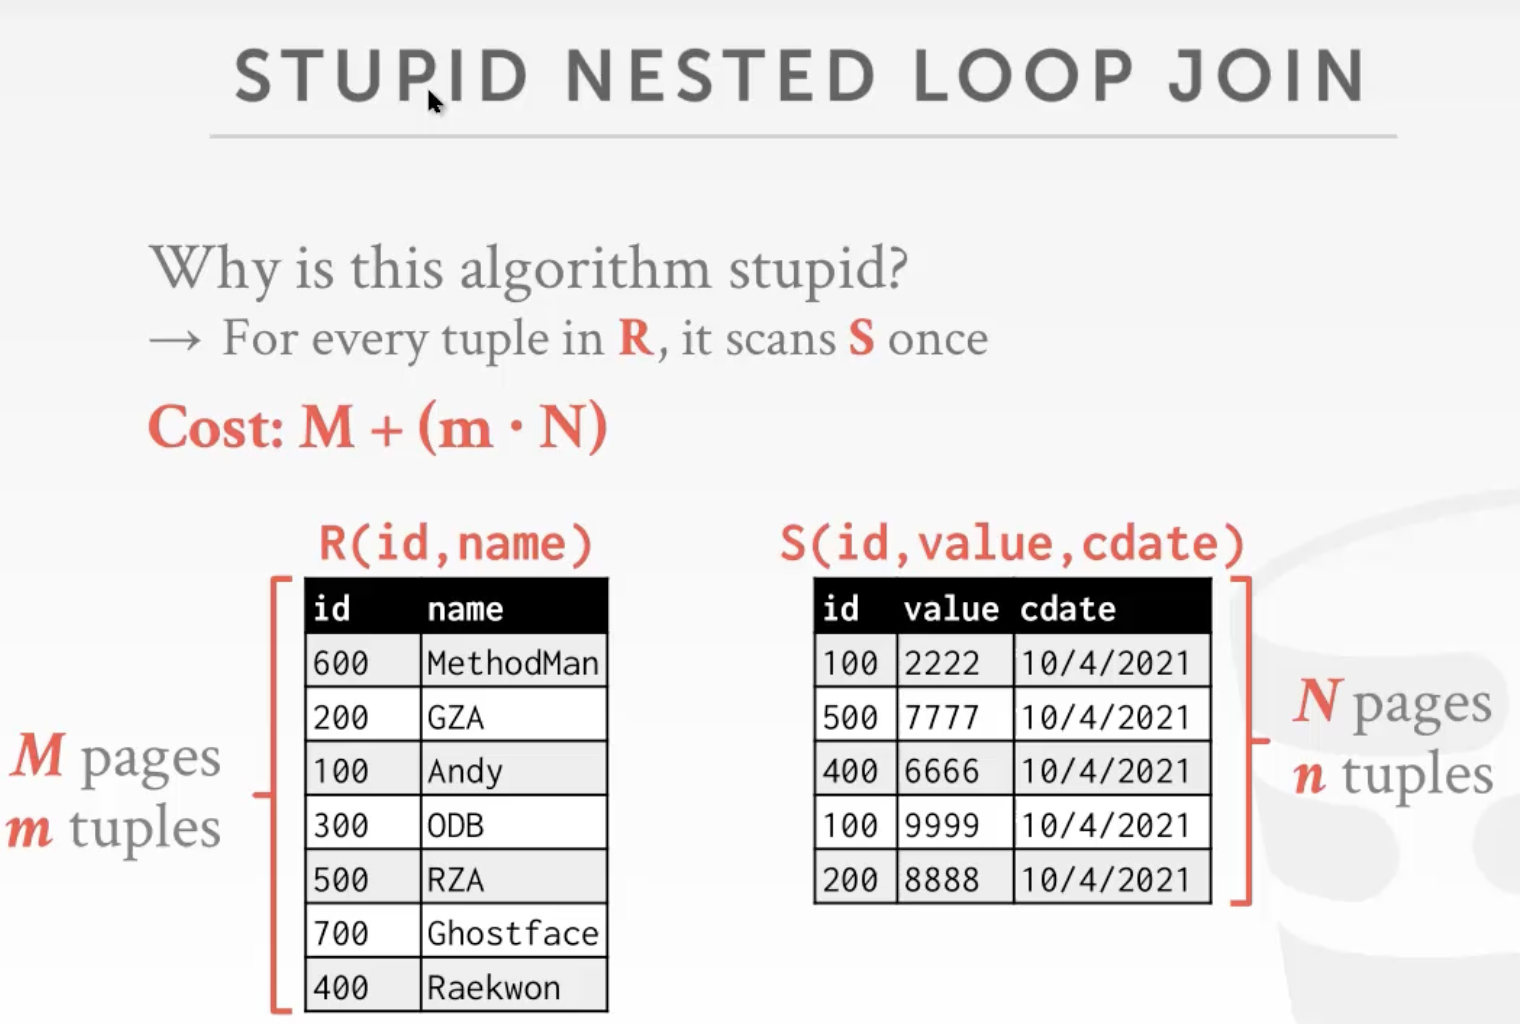 STUPID NESTED LOOP JOIN
Why is this algorithm stupid?
→ For every tuple in R, it scans S once
Cost: M + (m · N)
R(id,name)
id name
600 MethodMan
200 GZA
100 Andy
300 ODB
500 RZA
700 Ghostface
400 Raekwon
M pages
m tuples
S(id,value,cdate)
id value cdate
100 2222 10/4/2021
500 7777 10/4/2021
400 6666 10/4/2021
100 9999 10/4/2021
200 8888 10/4/2021
N pages
n tuples